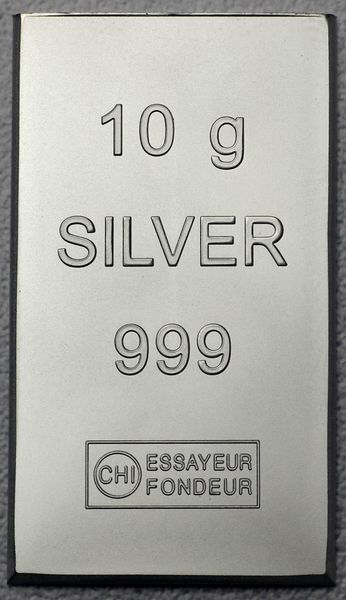 10 g
SILVER
999
CHI ESSAYEUR
FONDEUR